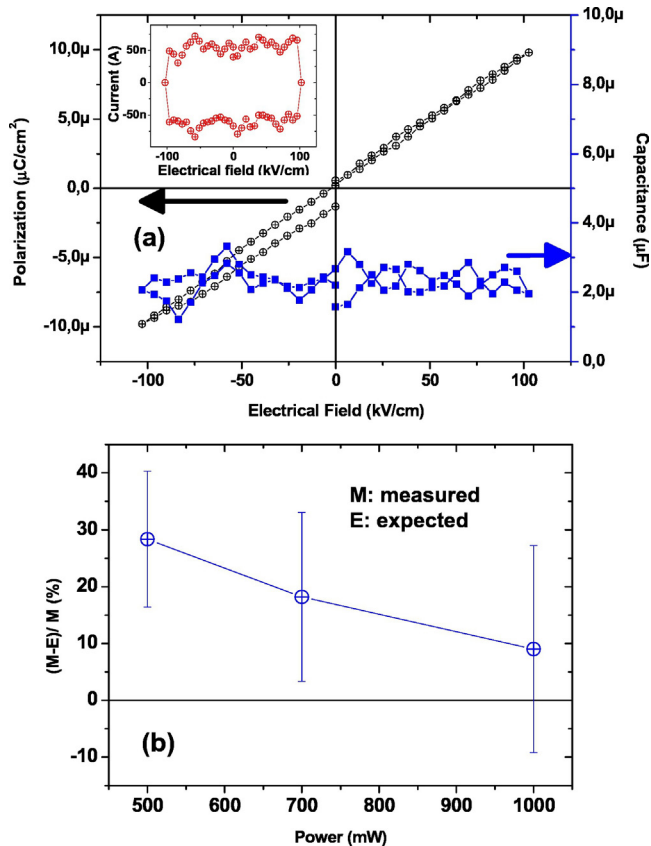 10,0µ
5,0µ
0,0
-5,0µ
-10,0µ
Polarization (µC/cm²)
50n
0
-50n
Current (A)
-100 0 100
Electrical field (kV/cm)
(a)
10,0µ
8,0µ
6,0µ
4,0µ
2,0µ
0,0
Capacitance (µF)
-100 -50 0 50 100
Electrical Field (kV/cm)
40
30
20
10
0
-10
(M-E)/ M (%)
M: measured
E: expected
(b)
500 600 700 800 900 1000
Power (mW)